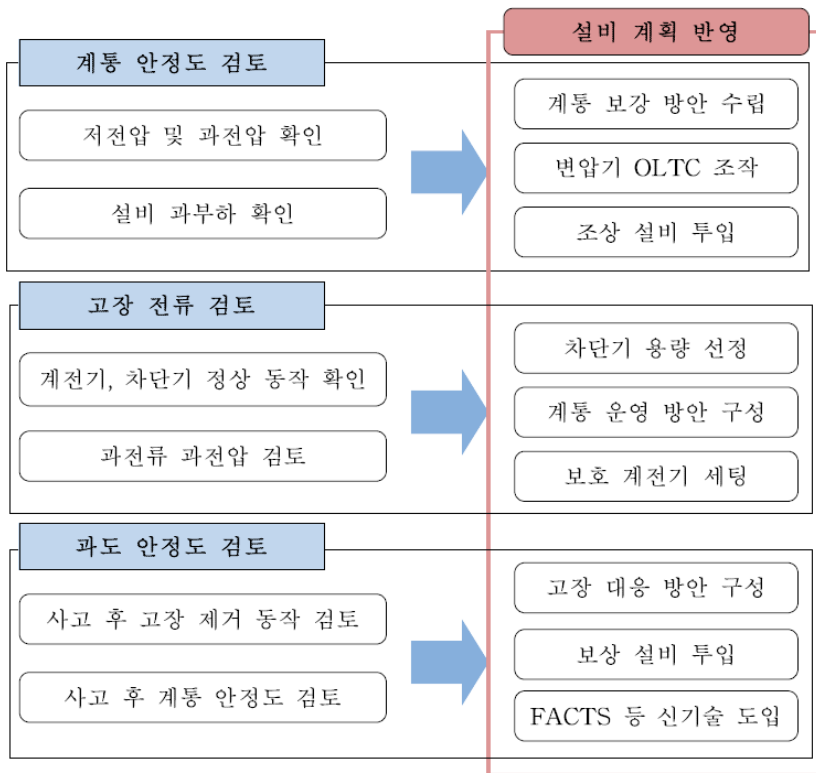 설비 계획 반영
계통 안정도 검토
저전압 및 과전압 확인
설비 과부하 확인
계통 보강 방안 수립
변압기 OLTC 조작
조상 설비 투입
고장 전류 검토
계전기, 차단기 정상 동작 확인
과전류 과전압 검토
차단기 용량 선정
계통 운영 방안 구성
보호 계전기 세팅
과도 안정도 검토
사고 후 고장 제거 동작 검토
사고 후 계통 안정도 검토
고장 대응 방안 구성
보상 설비 투입
FACTS 등 신기술 도입